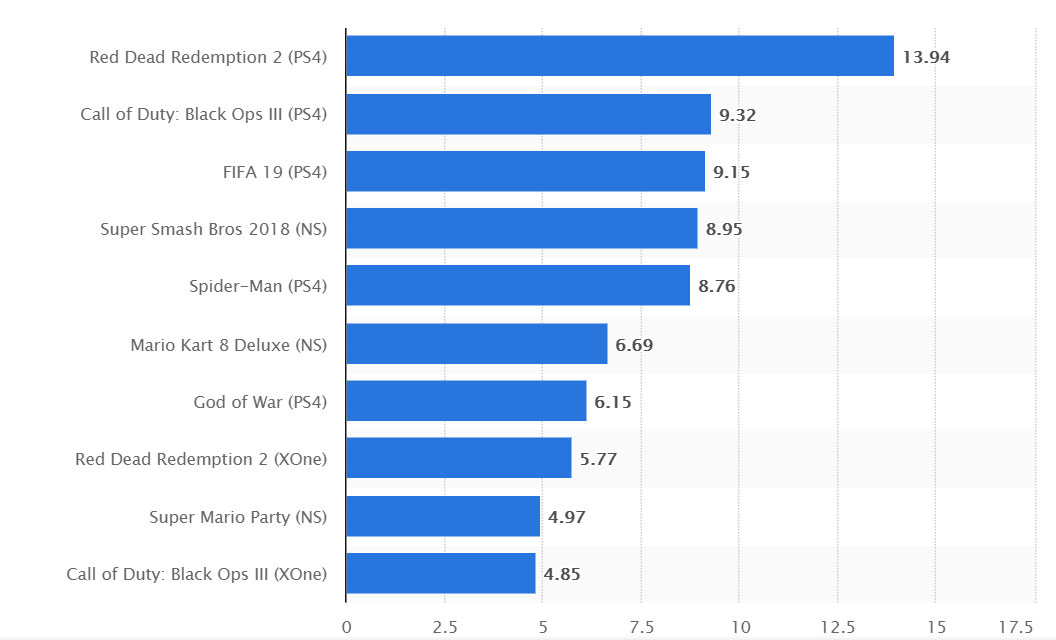 Red Dead Redemption 2 (PS4) 13.94
Call of Duty: Black Ops III (PS4) 9.32
FIFA 19 (PS4) 9.15
Super Smash Bros 2018 (NS) 8.95
Spider-Man (PS4) 8.76
Mario Kart 8 Deluxe (NS) 6.69
God of War (PS4) 6.15
Red Dead Redemption 2 (XOne) 5.77
Super Mario Party (NS) 4.97
Call of Duty: Black Ops III (XOne) 4.85
0 2.5 5 7.5 10 12.5 15 17.5